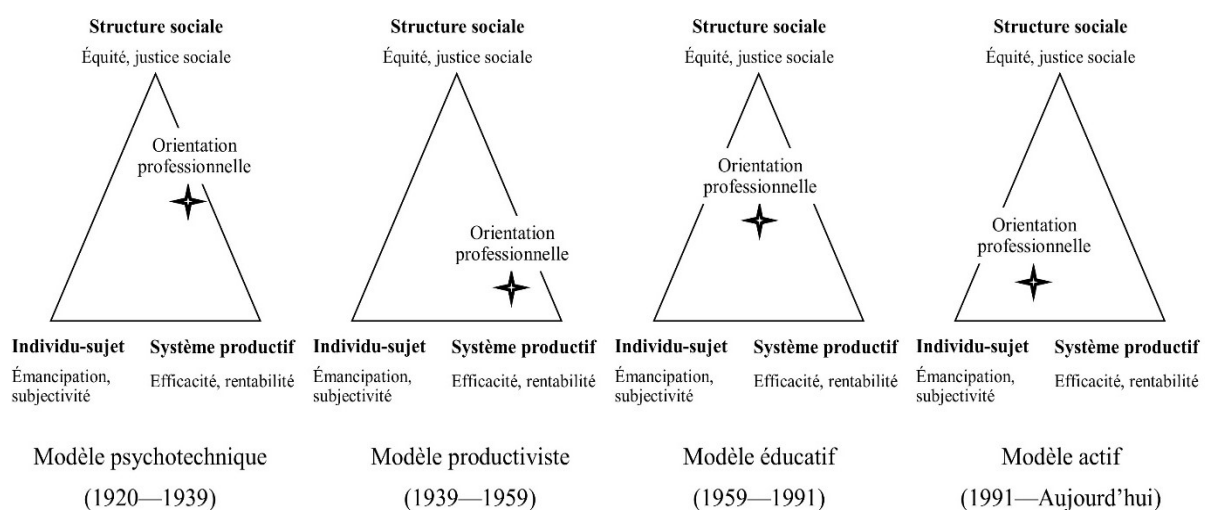 Structure sociale
Équité, justice sociale
Orientation
professionnelle
Individu-sujet
Émancipation,
subjectivité
Système productif
Efficacité, rentabilité
Modèle psychotechnique
(1920—1939)
Structure sociale
Équité, justice sociale
Orientation
professionnelle
Individu-sujet
Émancipation,
subjectivité
Système productif
Efficacité, rentabilité
Modèle productiviste
(1939—1959)
Structure sociale
Équité, justice sociale
Orientation
professionnelle
Individu-sujet
Émancipation,
subjectivité
Système productif
Efficacité, rentabilité
Modèle éducatif
(1959—1991)
Structure sociale
Équité, justice sociale
Orientation
professionnelle
Individu-sujet
Émancipation,
subjectivité
Système productif
Efficacité, rentabilité
Modèle actif
(1991—Aujourd’hui)